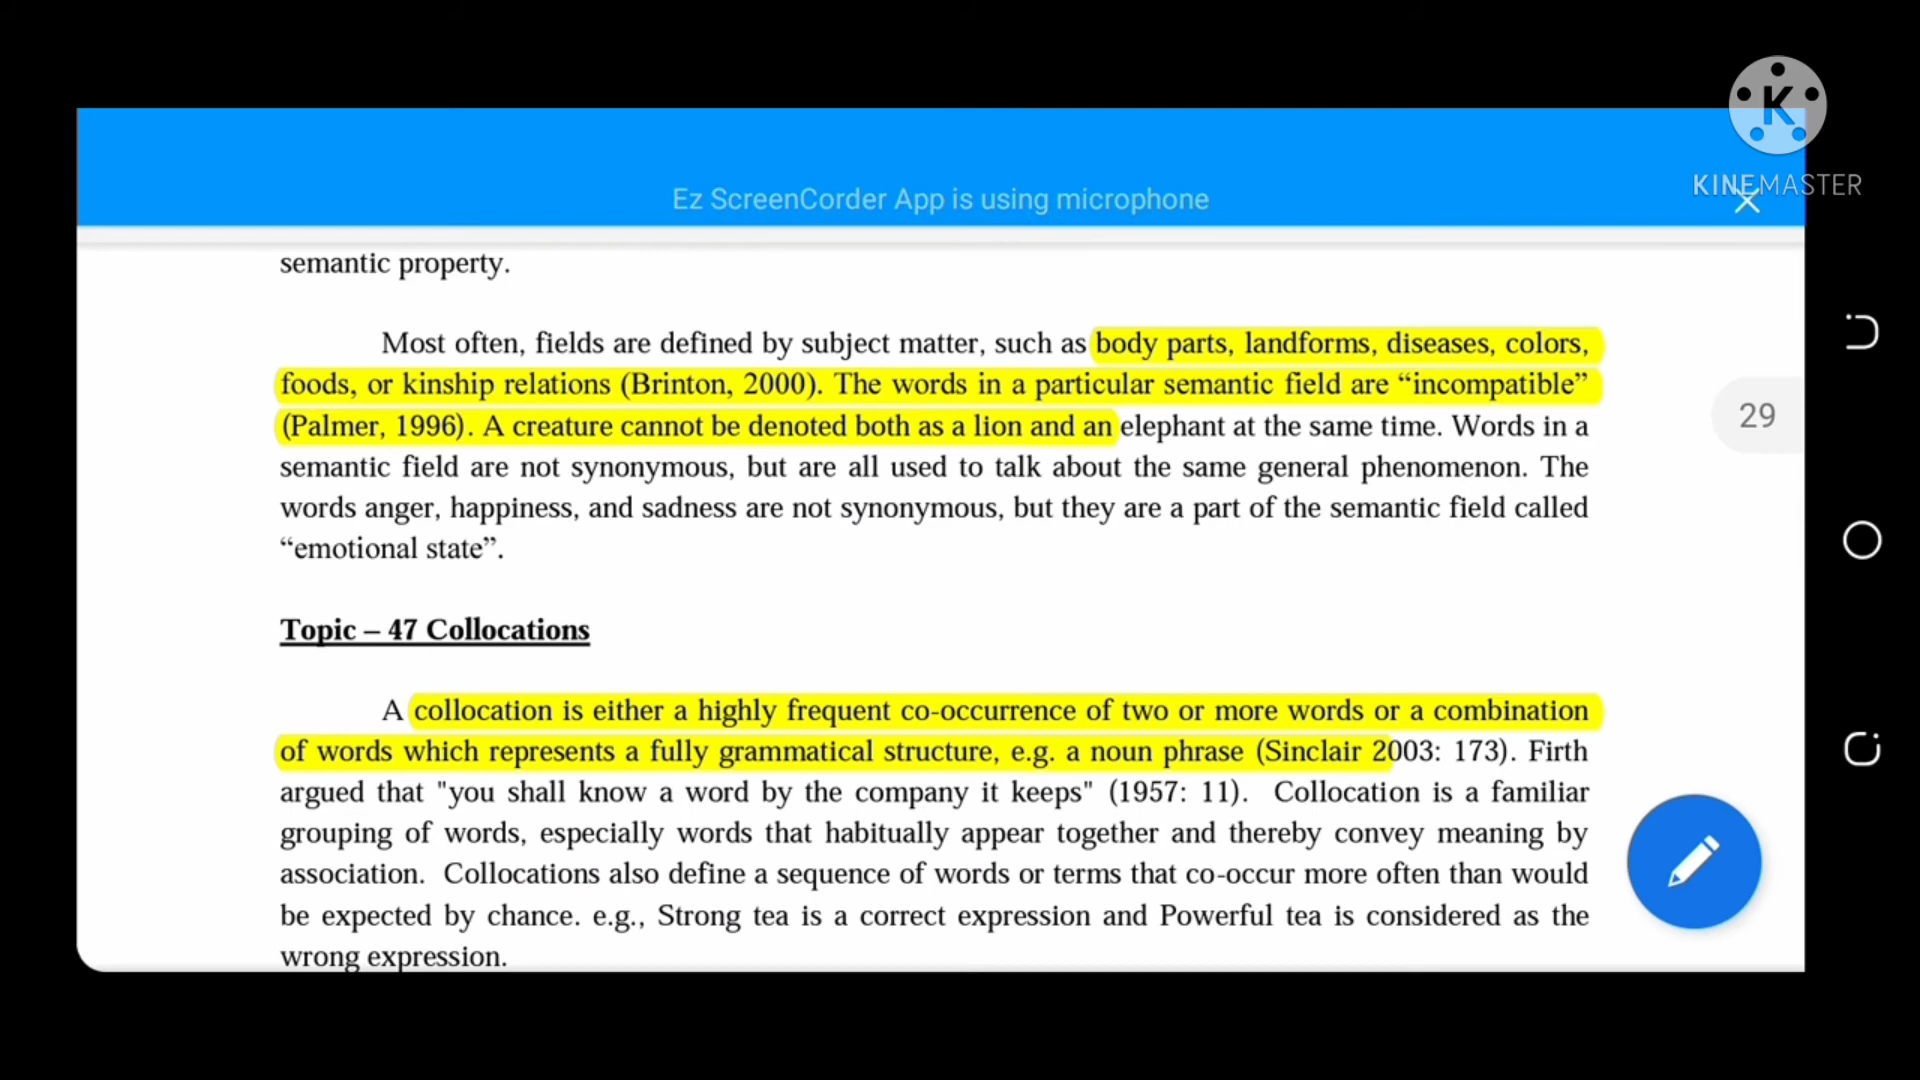 K
KINEMASTER
Ez ScreenCorder App is using microphone
semantic property.
Most often, fields are defined by subject matter, such as body parts, landforms, diseases, colors,
foods, or kinship relations (Brinton, 2000). The words in a particular semantic field are “incompatible”
(Palmer, 1996). A creature cannot be denoted both as a lion and an elephant at the same time. Words in a
semantic field are not synonymous, but are all used to talk about the same general phenomenon. The
words anger, happiness, and sadness are not synonymous, but they are a part of the semantic field called
“emotional state”.
29
Topic – 47 Collocations
A collocation is either a highly frequent co-occurrence of two or more words or a combination
of words which represents a fully grammatical structure, e.g. a noun phrase (Sinclair 2003: 173). Firth
argued that "you shall know a word by the company it keeps" (1957: 11). Collocation is a familiar
grouping of words, especially words that habitually appear together and thereby convey meaning by
association. Collocations also define a sequence of words or terms that co-occur more often than would
be expected by chance. e.g., Strong tea is a correct expression and Powerful tea is considered as the
wrong expression.